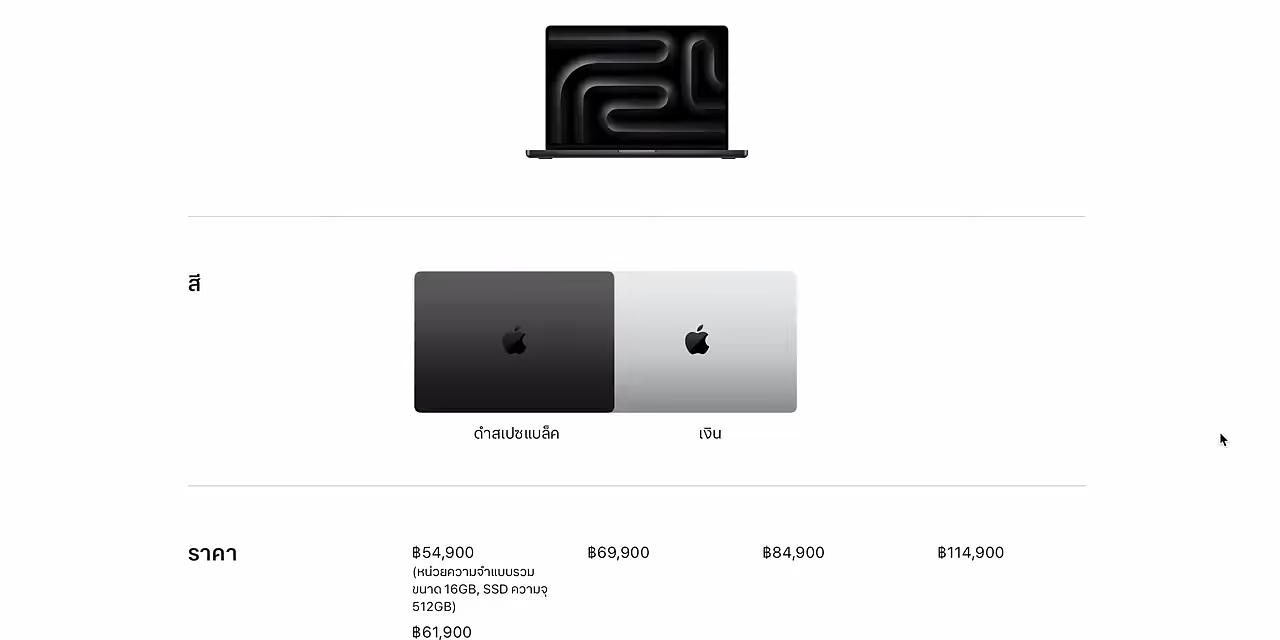 สี
ดำสเปซแบล็ค เงิน
ราคา
฿54,900 ฿69,900 ฿84,900 ฿114,900
(หน่วยความจำแบบรวม
ขนาด 16GB, SSD ความจุ
512GB)
฿61,900